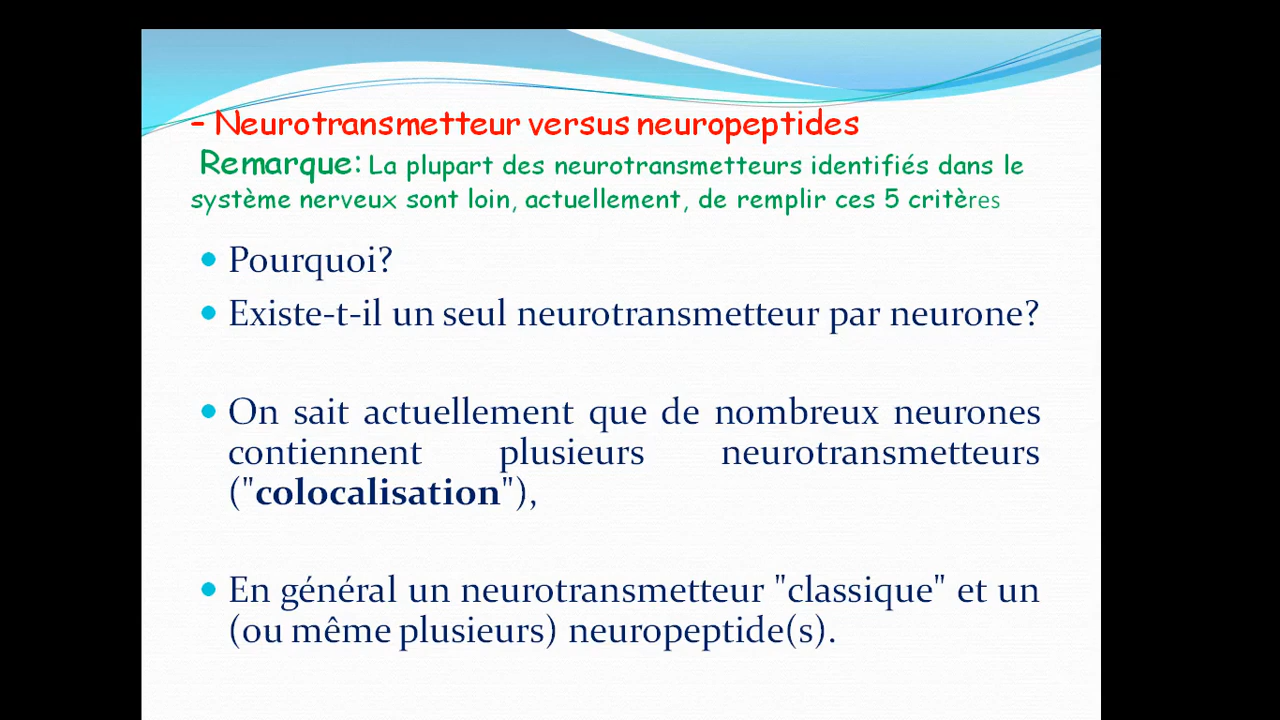 – Neurotransmetteur versus neuropeptides
Remarque: La plupart des neurotransmetteurs identifiés dans le
système nerveux sont loin, actuellement, de remplir ces 5 critères
• Pourquoi?
• Existe-t-il un seul neurotransmetteur par neurone?
• On sait actuellement que de nombreux neurones
contiennent plusieurs neurotransmetteurs
("colocalisation"),
• En général un neurotransmetteur "classique" et un
(ou même plusieurs) neuropeptide(s).